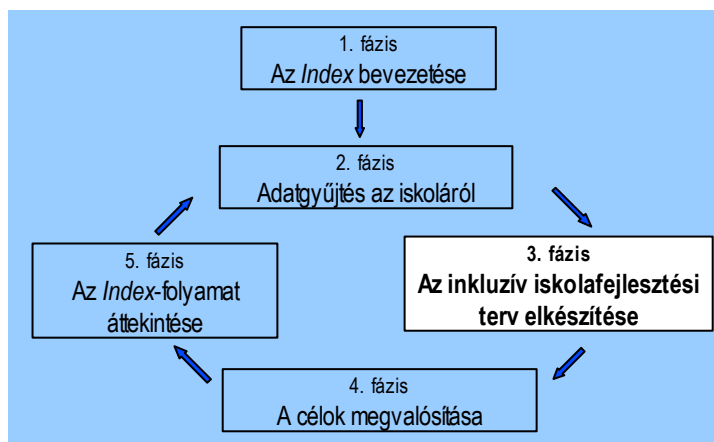 1. fázis
Az Index bevezetése
2. fázis
Adatgyűjtés az iskoláról
3. fázis
Az inkluzív iskolafejlesztési
terv elkészítése
4. fázis
A célok megvalósítása
5. fázis
Az Index-folyamat
áttekintése